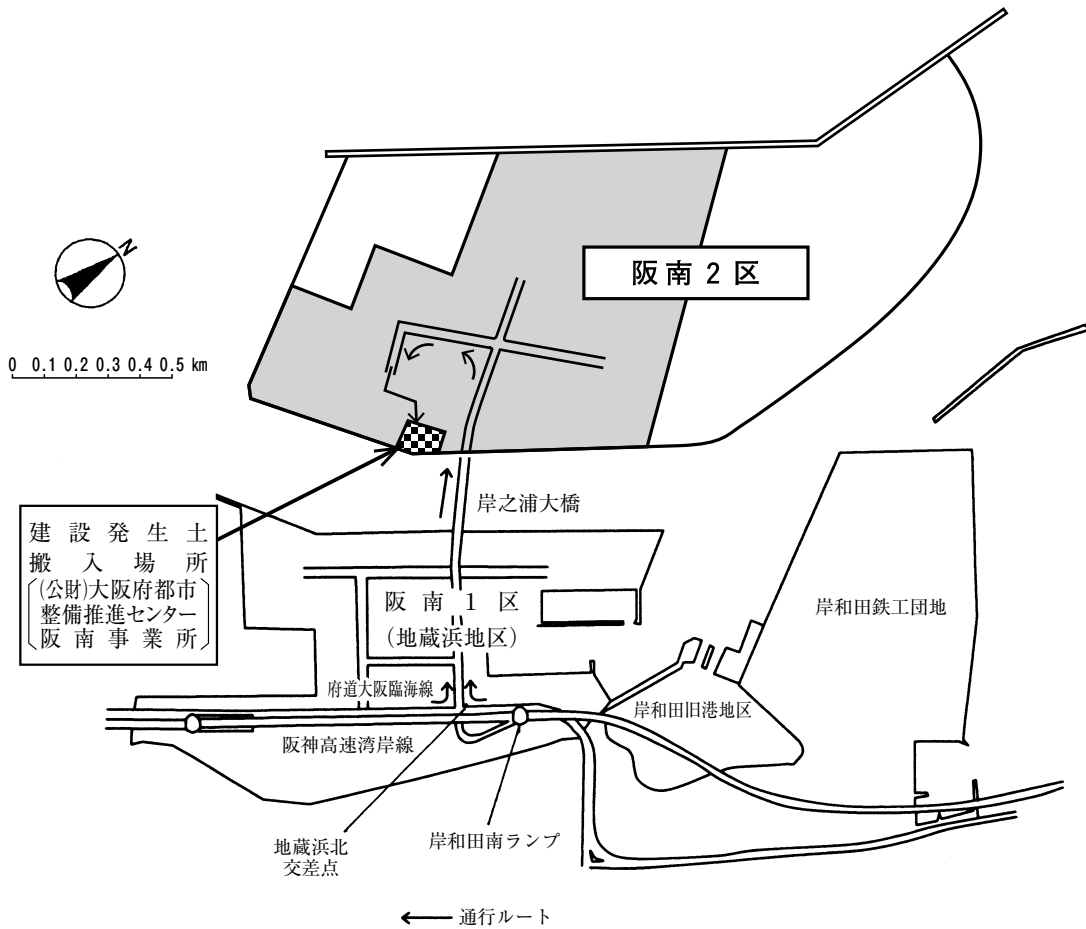 N
0 0.1 0.2 0.3 0.4 0.5 km
阪南2区
岸之浦大橋
建設発生土
搬入場所
(公財)大阪府都市
整備推進センター
阪南事業所
阪南1区
(地蔵浜地区)
岸和田鉄工団地
府道大阪臨海線
岸和田旧港地区
阪神高速湾岸線
地蔵浜北
交差点
岸和田南ランプ
通行ルート